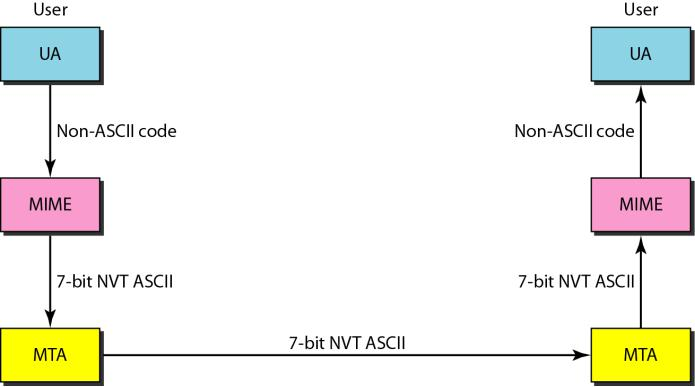 User
User
UA
UA
Non-ASCII code
Non-ASCII code
MIME
MIME
7-bit NVT ASCII
7-bit NVT ASCII
7-bit NVT ASCII
MTA
MTA